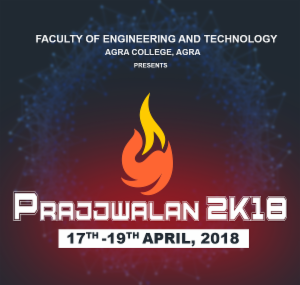 FACULTY OF ENGINEERING AND TECHNOLOGY
AGRA COLLEGE, AGRA
PRESENTS
PRAJJWALAN 2K18
17TH -19TH APRIL, 2018